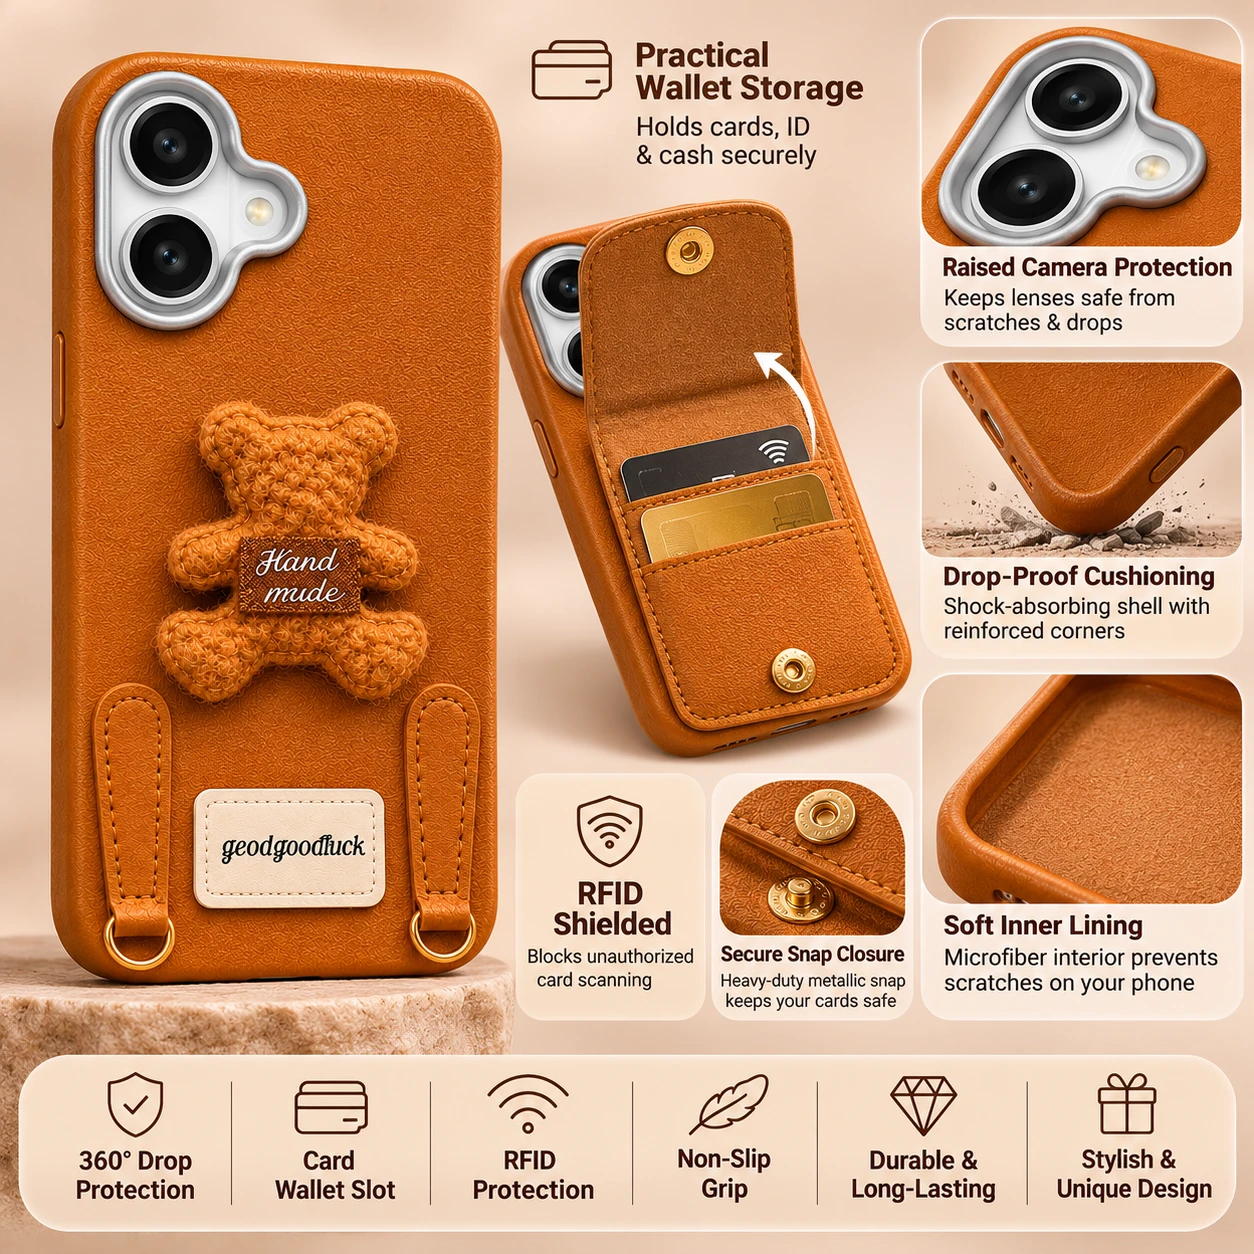 Practical
Wallet Storage
Holds cards, ID
& cash securely
Raised Camera Protection
Keeps lenses safe from
scratches & drops
Hand
mude
Drop-Proof Cushioning
Shock-absorbing shell with
reinforced corners
geodgoodfuck
RFID
Shielded
Blocks unauthorized
card scanning
Secure Snap Closure
Heavy-duty metallic snap
keeps your cards safe
Soft Inner Lining
Microfiber interior prevents
scratches on your phone
360° Drop
Protection
Card
Wallet Slot
RFID
Protection
Non-Slip
Grip
Durable &
Long-Lasting
Stylish &
Unique Design